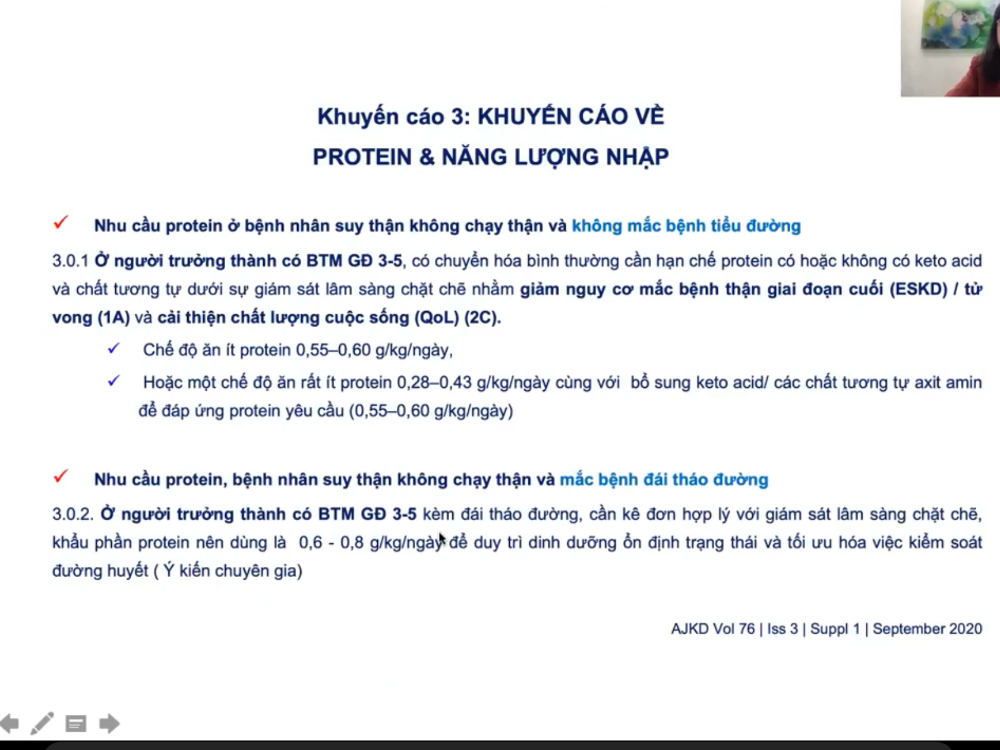 Khuyến cáo 3: KHUYẾN CÁO VỀ
PROTEIN & NĂNG LƯỢNG NHẬP
✓ Nhu cầu protein ở bệnh nhân suy thận không chạy thận và không mắc bệnh tiểu đường
3.0.1 Ở người trưởng thành có BTM GĐ 3-5, có chuyển hóa bình thường cần hạn chế protein có hoặc không có keto acid
và chất tương tự dưới sự giám sát lâm sàng chặt chẽ nhằm giảm nguy cơ mắc bệnh thận giai đoạn cuối (ESKD) / tử
vong (1A) và cải thiện chất lượng cuộc sống (QoL) (2C).
✓ Chế độ ăn ít protein 0,55–0,60 g/kg/ngày,
✓ Hoặc một chế độ ăn rất ít protein 0,28–0,43 g/kg/ngày cùng với bổ sung keto acid/ các chất tương tự axit amin
để đáp ứng protein yêu cầu (0,55–0,60 g/kg/ngày)
✓ Nhu cầu protein, bệnh nhân suy thận không chạy thận và mắc bệnh đái tháo đường
3.0.2. Ở người trưởng thành có BTM GĐ 3-5 kèm đái tháo đường, cần kê đơn hợp lý với giám sát lâm sàng chặt chẽ,
khẩu phần protein nên dùng là 0,6 - 0,8 g/kg/ngày để duy trì dinh dưỡng ổn định trạng thái và tối ưu hóa việc kiểm soát
đường huyết ( Ý kiến chuyên gia)
AJKD Vol 76 | Iss 3 | Suppl 1 | September 2020